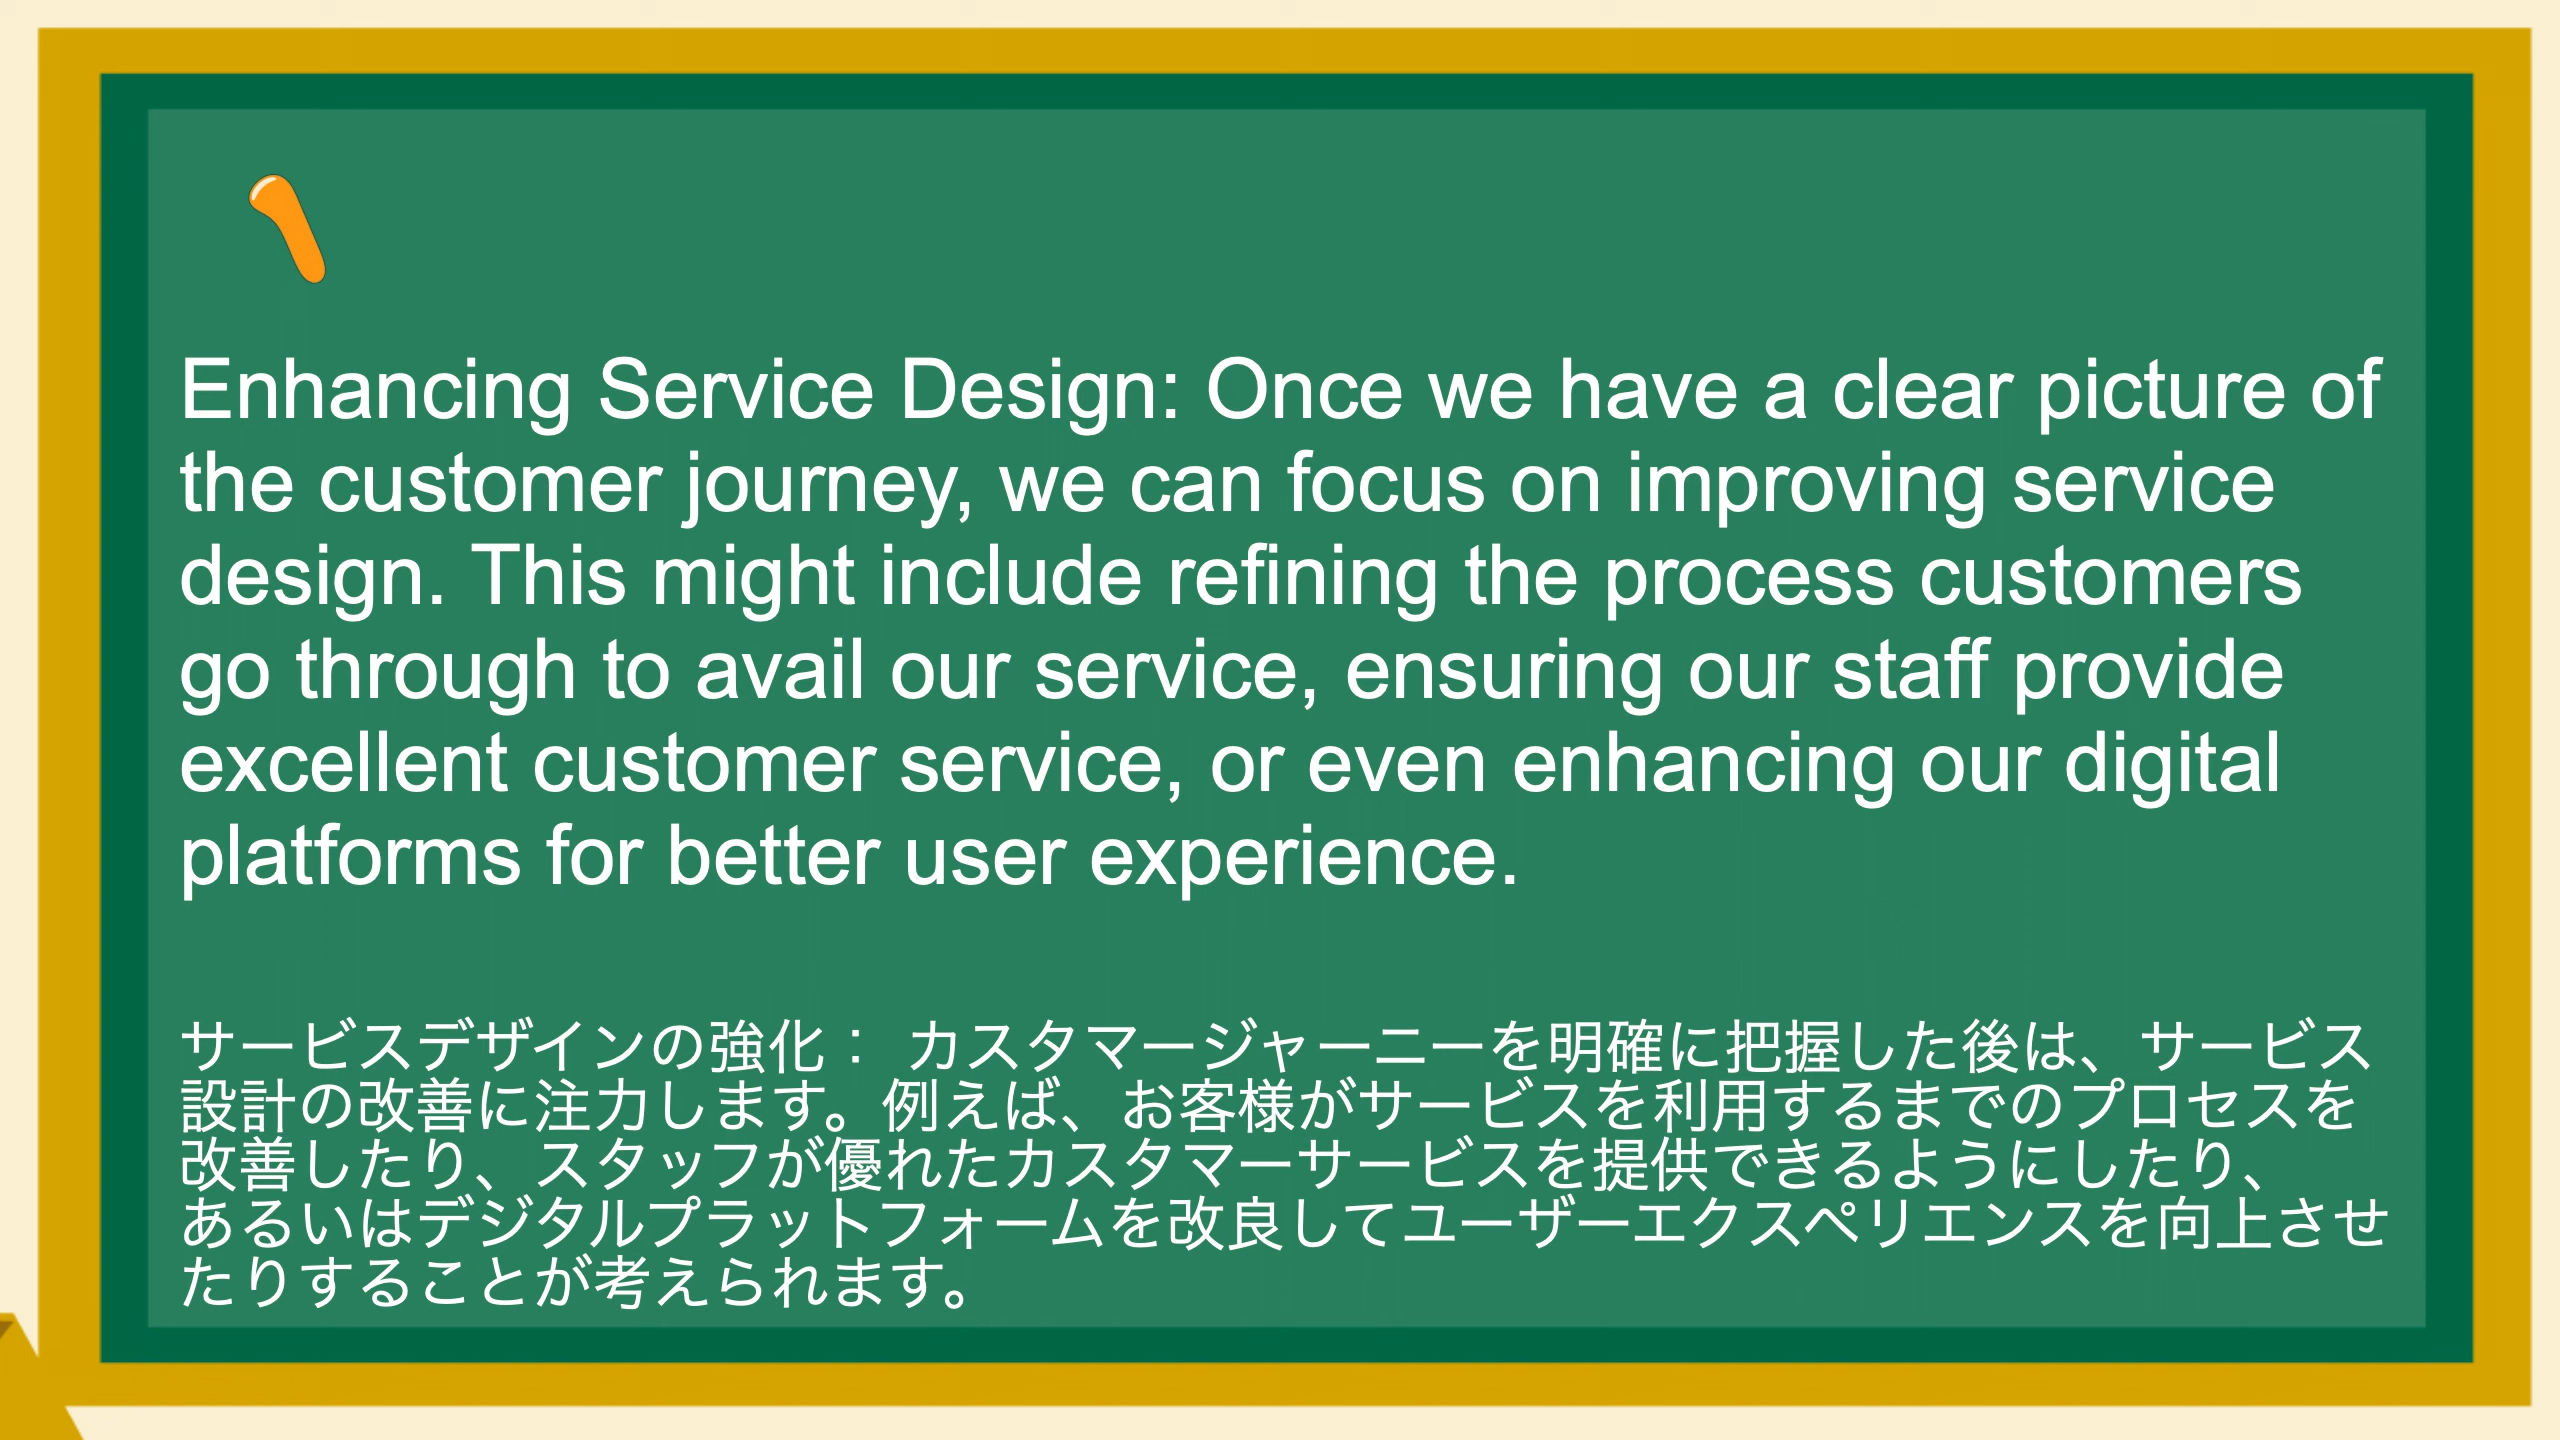 Enhancing Service Design: Once we have a clear picture of
the customer journey, we can focus on improving service
design. This might include refining the process customers
go through to avail our service, ensuring our staff provide
excellent customer service, or even enhancing our digital
platforms for better user experience.
サービスデザインの強化： カスタマージャーニーを明確に把握した後は、サービス
設計の改善に注力します。例えば、お客様がサービスを利用するまでのプロセスを
改善したり、スタッフが優れたカスタマーサービスを提供できるようにしたり、
あるいはデジタルプラットフォームを改良してユーザーエクスペリエンスを向上させ
たりすることが考えられます。